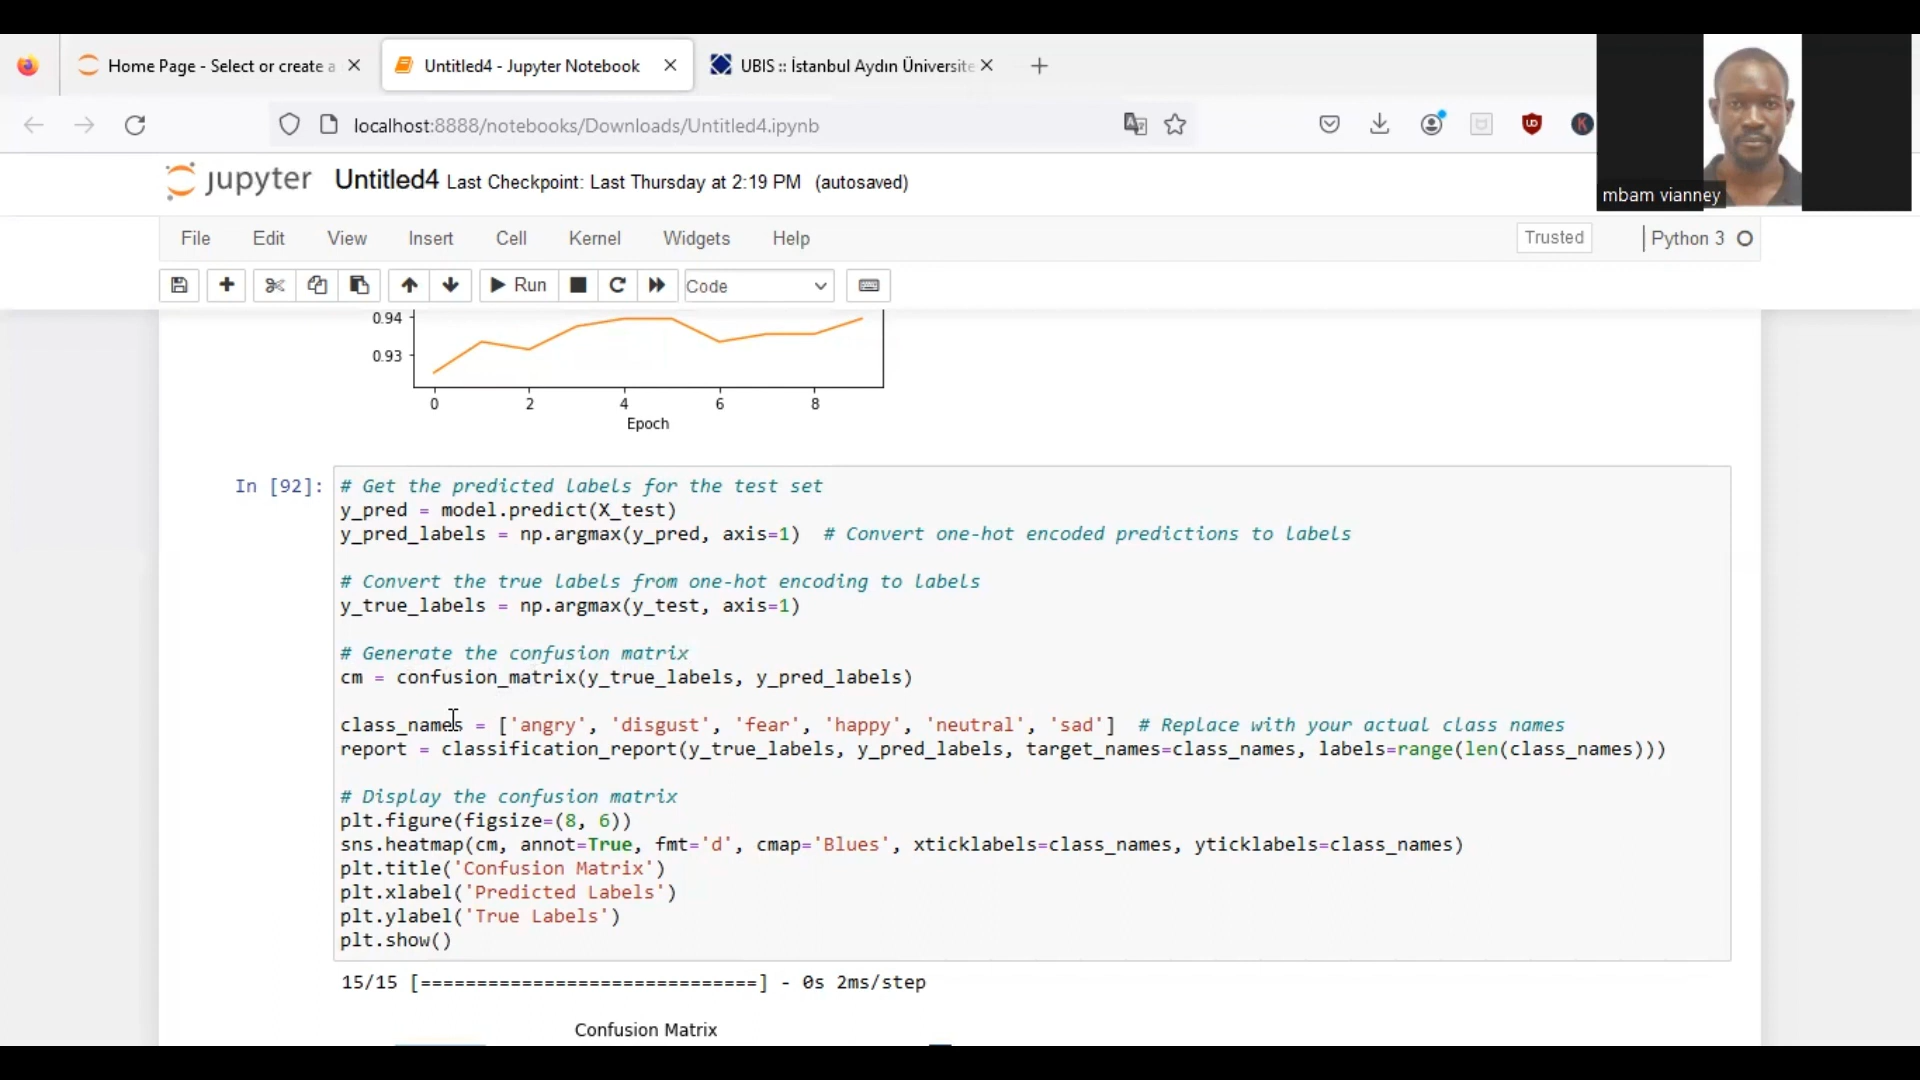 Home Page - Select or create a
Untitled4 - Jupyter Notebook
UBIS :: İstanbul Aydın Üniversite
localhost:8888/notebooks/Downloads/Untitled4.ipynb
mbam vianney
jupyter Untitled4 Last Checkpoint: Last Thursday at 2:19 PM (autosaved)
File Edit View Insert Cell Kernel Widgets Help Trusted Python 3
Run Code
0.94
0.93
0 2 4 6 8
Epoch
In [92]: # Get the predicted labels for the test set
y_pred = model.predict(X_test)
y_pred_labels = np.argmax(y_pred, axis=1)  # Convert one-hot encoded predictions to labels
# Convert the true labels from one-hot encoding to labels
y_true_labels = np.argmax(y_test, axis=1)
# Generate the confusion matrix
cm = confusion_matrix(y_true_labels, y_pred_labels)
class_names = ['angry', 'disgust', 'fear', 'happy', 'neutral', 'sad']  # Replace with your actual class names
report = classification_report(y_true_labels, y_pred_labels, target_names=class_names, labels=range(len(class_names)))
# Display the confusion matrix
plt.figure(figsize=(8, 6))
sns.heatmap(cm, annot=True, fmt='d', cmap='Blues', xticklabels=class_names, yticklabels=class_names)
plt.title('Confusion Matrix')
plt.xlabel('Predicted Labels')
plt.ylabel('True Labels')
plt.show()
15/15 [==============================] - 0s 2ms/step
Confusion Matrix